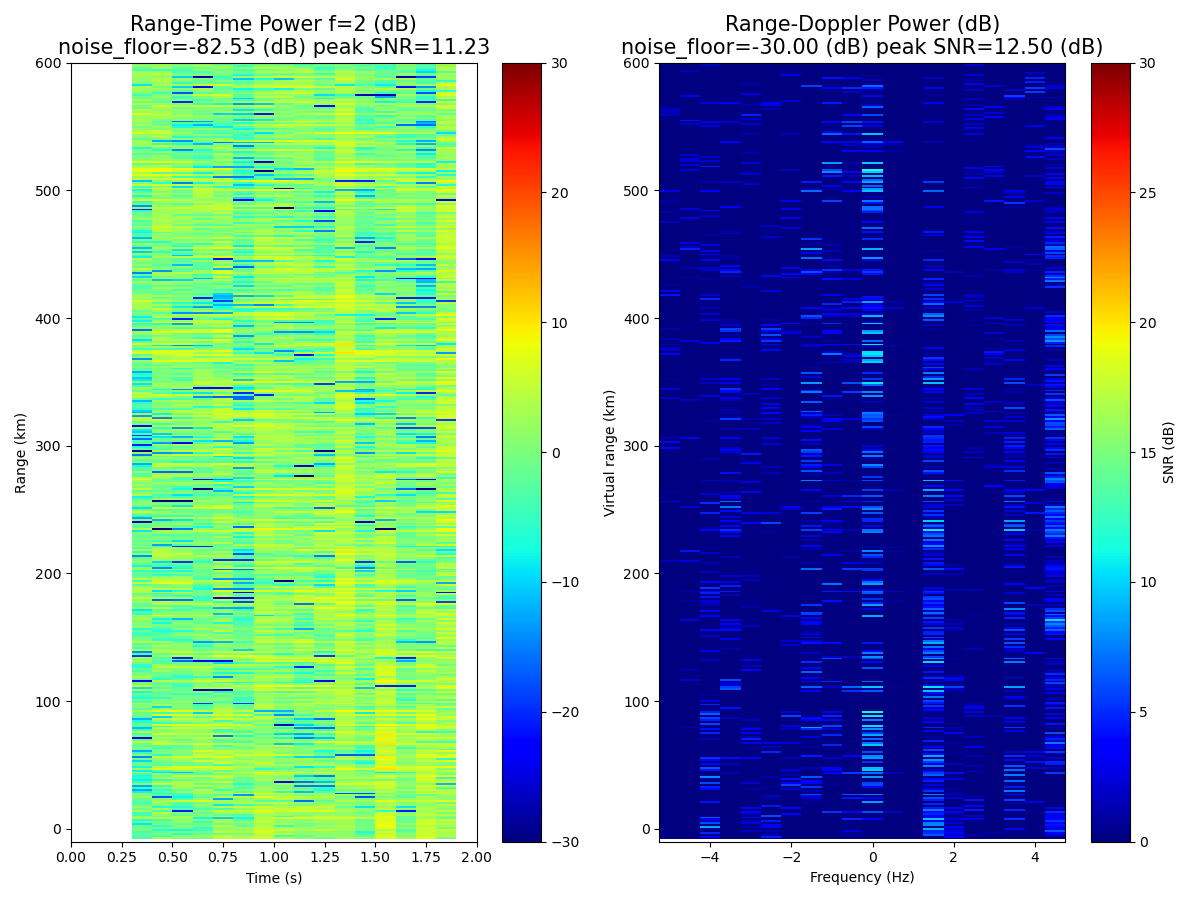 Range-Time Power f=2 (dB)
noise_floor=-82.53 (dB) peak SNR=11.23
Range-Doppler Power (dB)
noise_floor=-30.00 (dB) peak SNR=12.50 (dB)
600
500
400
300
200
100
0
Range (km)
0.00 0.25 0.50 0.75 1.00 1.25 1.50 1.75 2.00
Time (s)
30
20
10
0
−10
−20
−30
600
500
400
300
200
100
0
Virtual range (km)
−4 −2 0 2 4
Frequency (Hz)
30
25
20
15
10
5
0
SNR (dB)